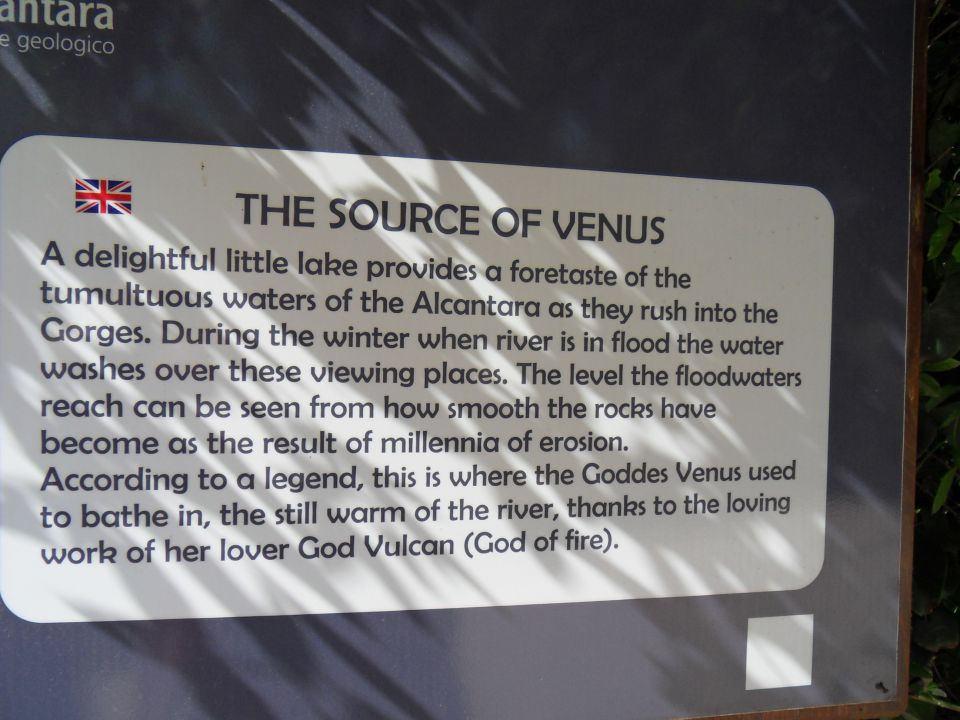 antara
e geologico
THE SOURCE OF VENUS
A delightful little lake provides a foretaste of the
tumultuous waters of the Alcantara as they rush into the
Gorges. During the winter when river is in flood the water
washes over these viewing places. The level the floodwaters
reach can be seen from how smooth the rocks have
become as the result of millennia of erosion.
According to a legend, this is where the Goddes Venus used
to bathe in, the still warm of the river, thanks to the loving
work of her lover God Vulcan (God of fire).